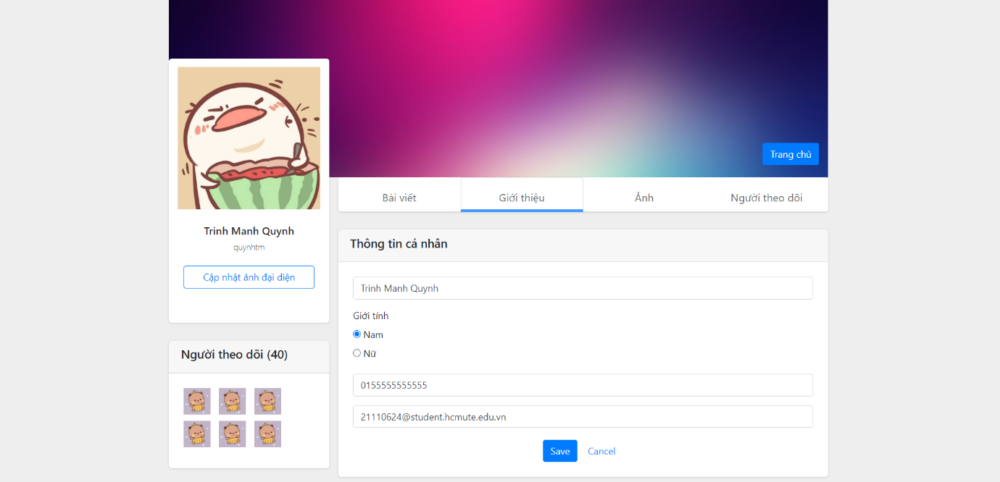 Trang chủ
Bài viết
Giới thiệu
Ảnh
Người theo dõi
Trinh Manh Quynh
quynhtm
Cập nhật ảnh đại diện
Người theo dõi (40)
Thông tin cá nhân
Trinh Manh Quynh
Giới tính
Nam
Nữ
0155555555555
21110624@student.hcmute.edu.vn
Save
Cancel